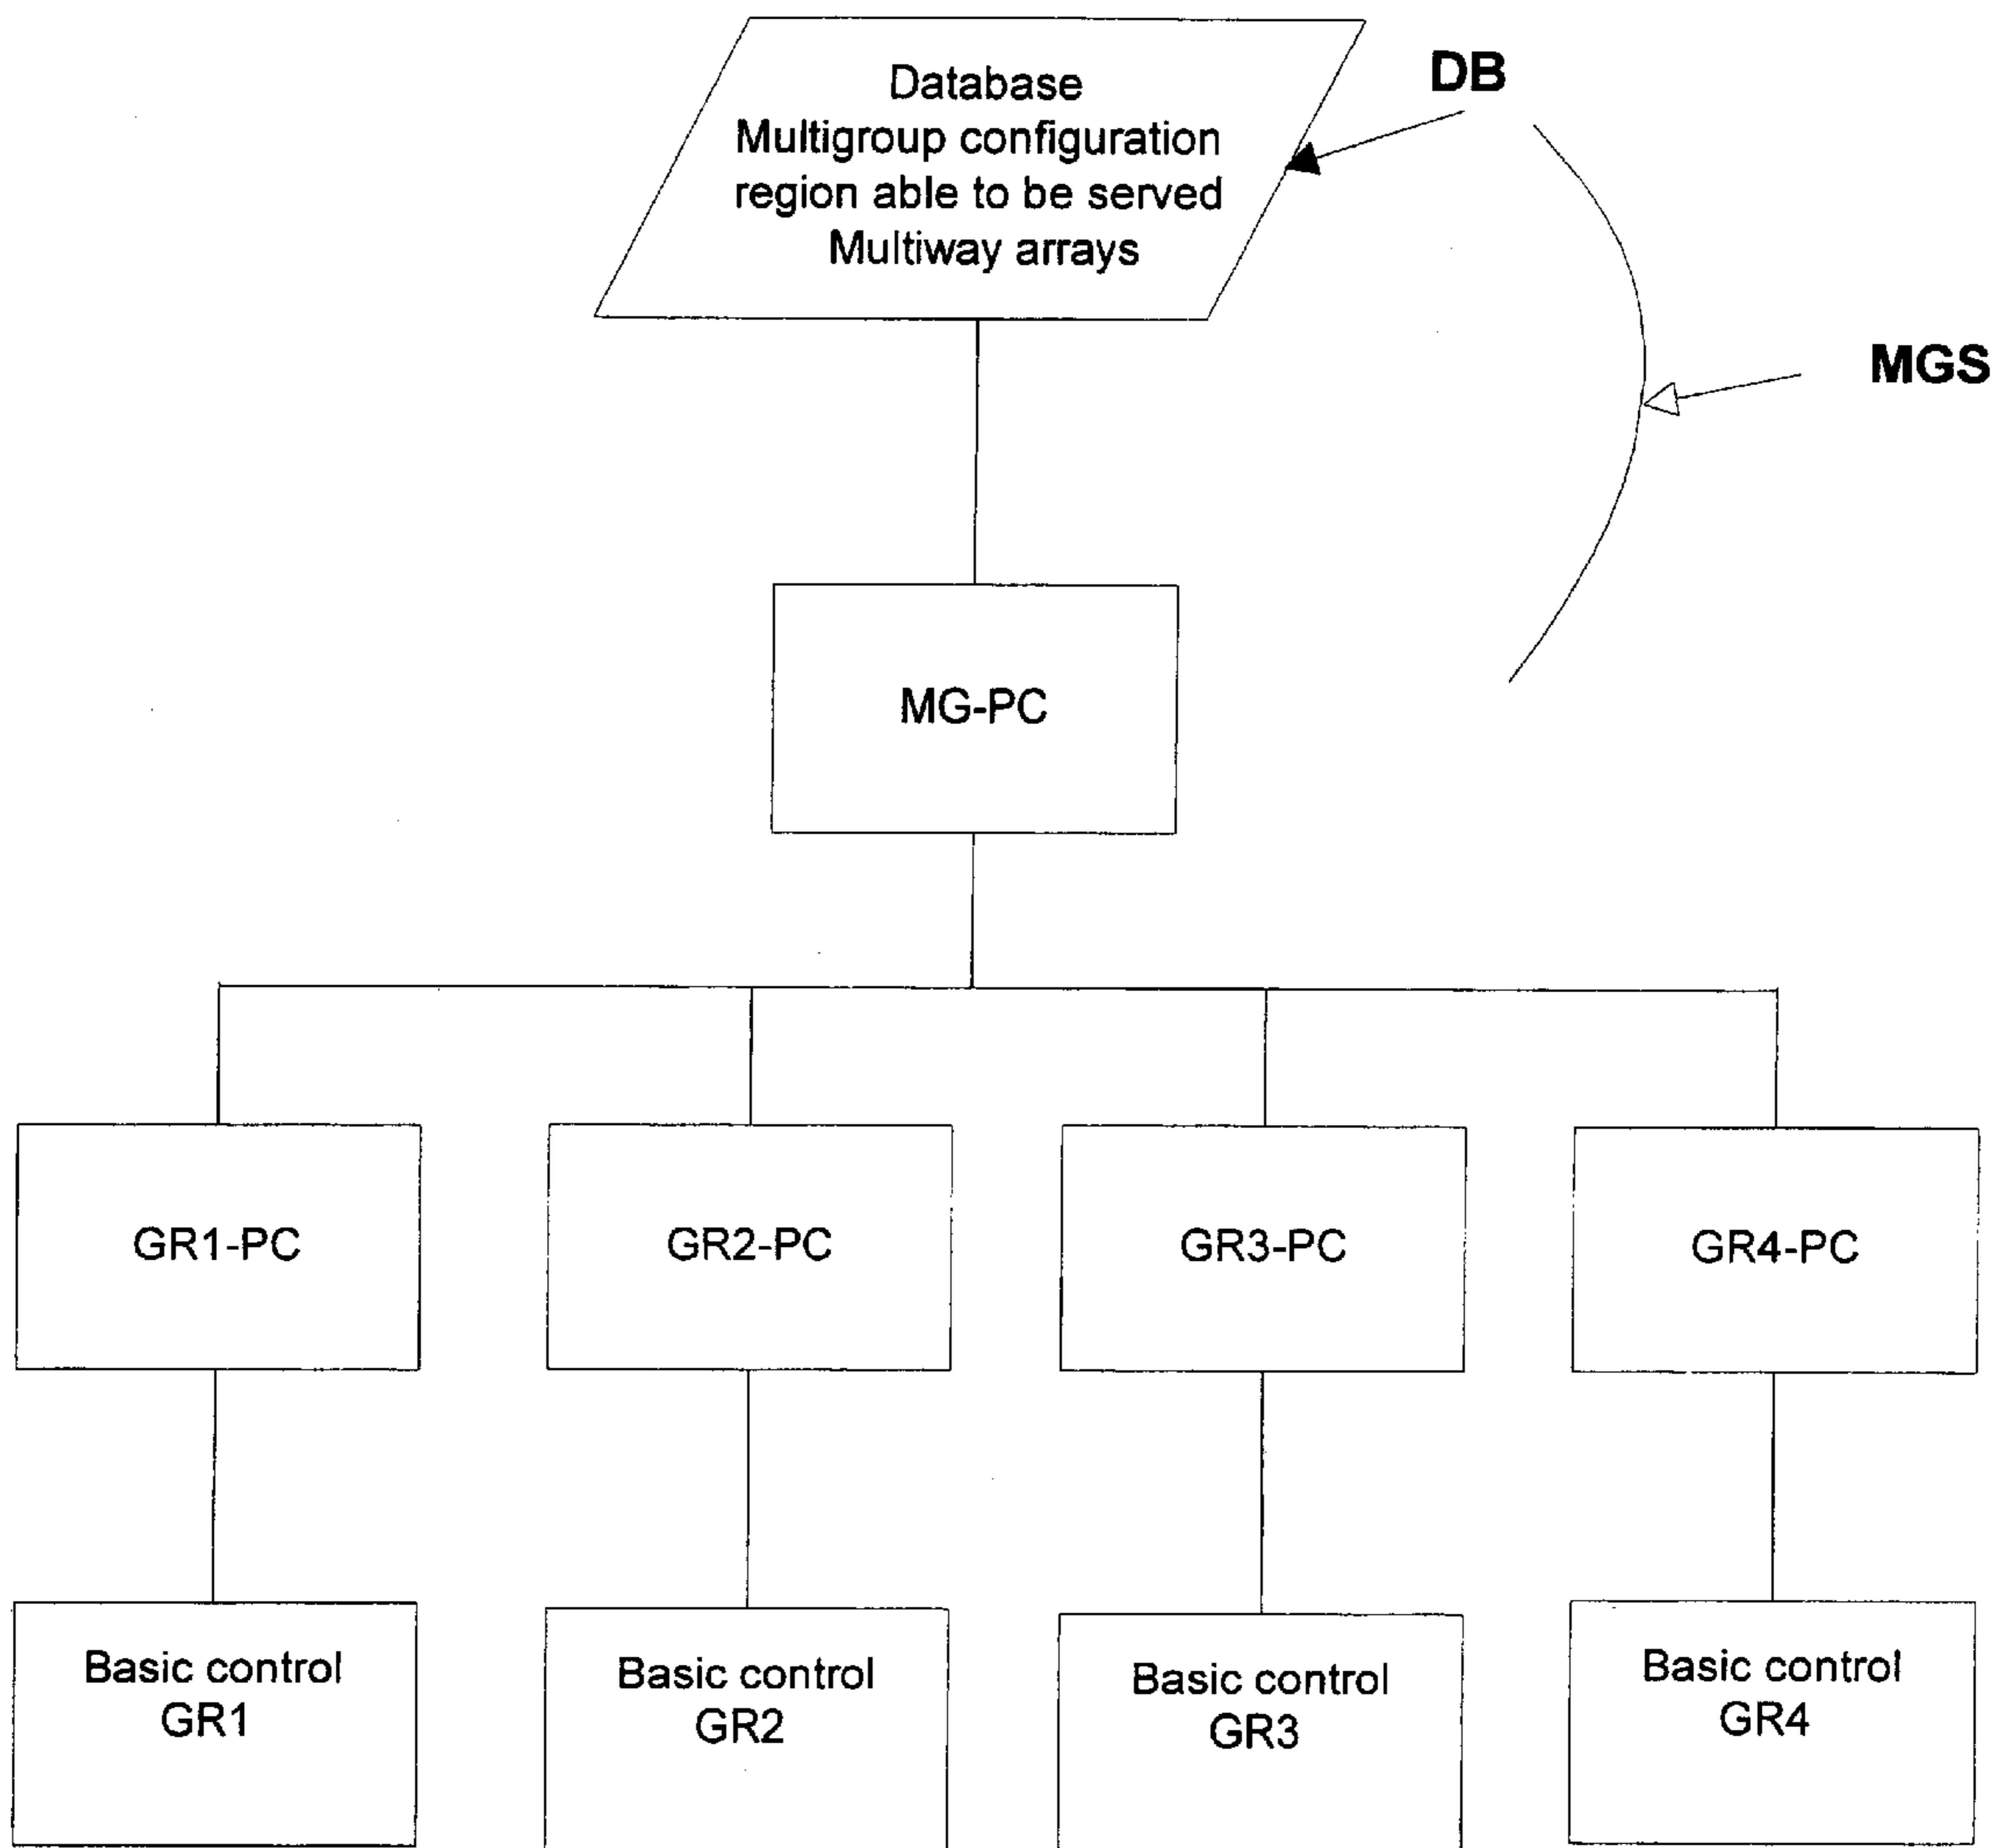 Database
Multigroup configuration
region able to be served
Multiway arrays
DB
MGS
MG-PC
GR1-PC
GR2-PC
GR3-PC
GR4-PC
Basic control
GR1
Basic control
GR2
Basic control
GR3
Basic control
GR4